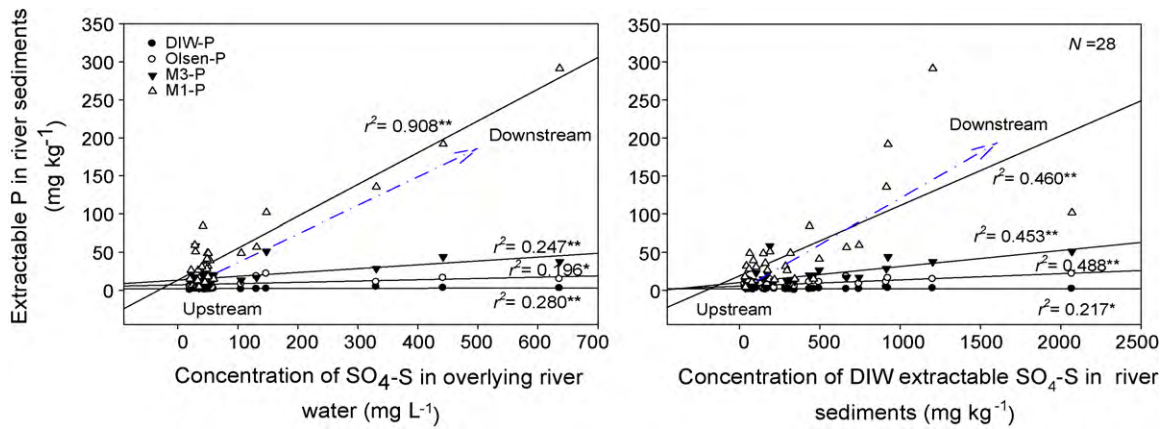 Extractable P in river sediments
(mg kg⁻¹)
350
300
250
200
150
100
50
0
DIW-P
Olsen-P
M3-P
M1-P
r²= 0.908**
Downstream
r²= 0.247**
0.196*
r²= 0.280**
Upstream
0 100 200 300 400 500 600 700
Concentration of SO₄-S in overlying river
water (mg L⁻¹)
350
300
250
200
150
100
50
0
N =28
Downstream
r²= 0.460**
r²= 0.453**
r²= 0.488**
r²= 0.217*
Upstream
0 500 1000 1500 2000 2500
Concentration of DIW extractable SO₄-S in river
sediments (mg kg⁻¹)